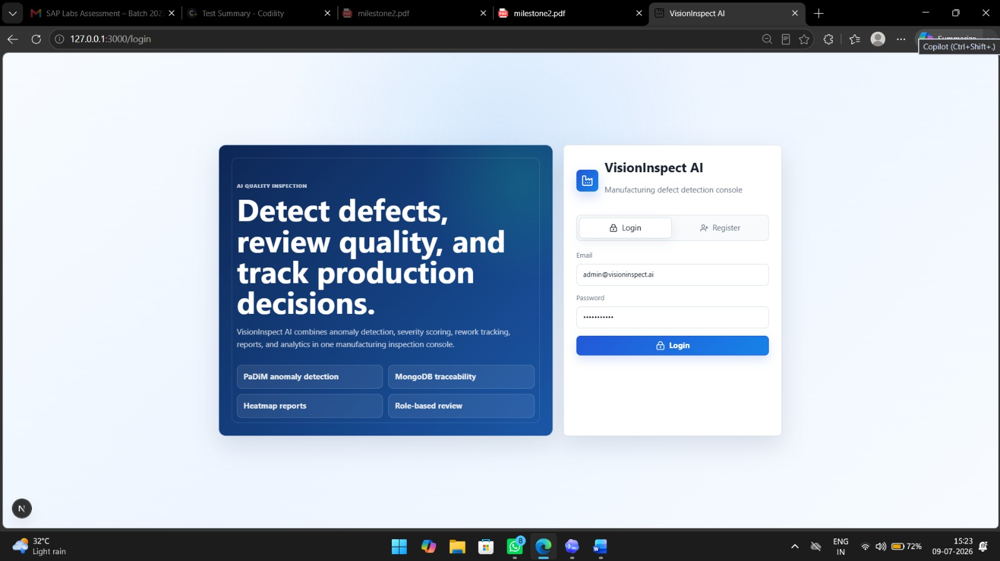 SAP Labs Assessment – Batch 202
Test Summary - Codility
milestone2.pdf
milestone2.pdf
VisionInspect AI
127.0.0.1:3000/login
Copilot (Ctrl+Shift+.)
AI QUALITY INSPECTION
Detect defects,
review quality, and
track production
decisions.
VisionInspect AI combines anomaly detection, severity scoring, rework tracking,
reports, and analytics in one manufacturing inspection console.
PaDiM anomaly detection
MongoDB traceability
Heatmap reports
Role-based review
VisionInspect AI
Manufacturing defect detection console
Login
Register
Email
admin@visioninspect.ai
Password
•••••••••••
Login
N
32°C
Light rain
8
ENG
IN
72%
15:23
09-07-2026